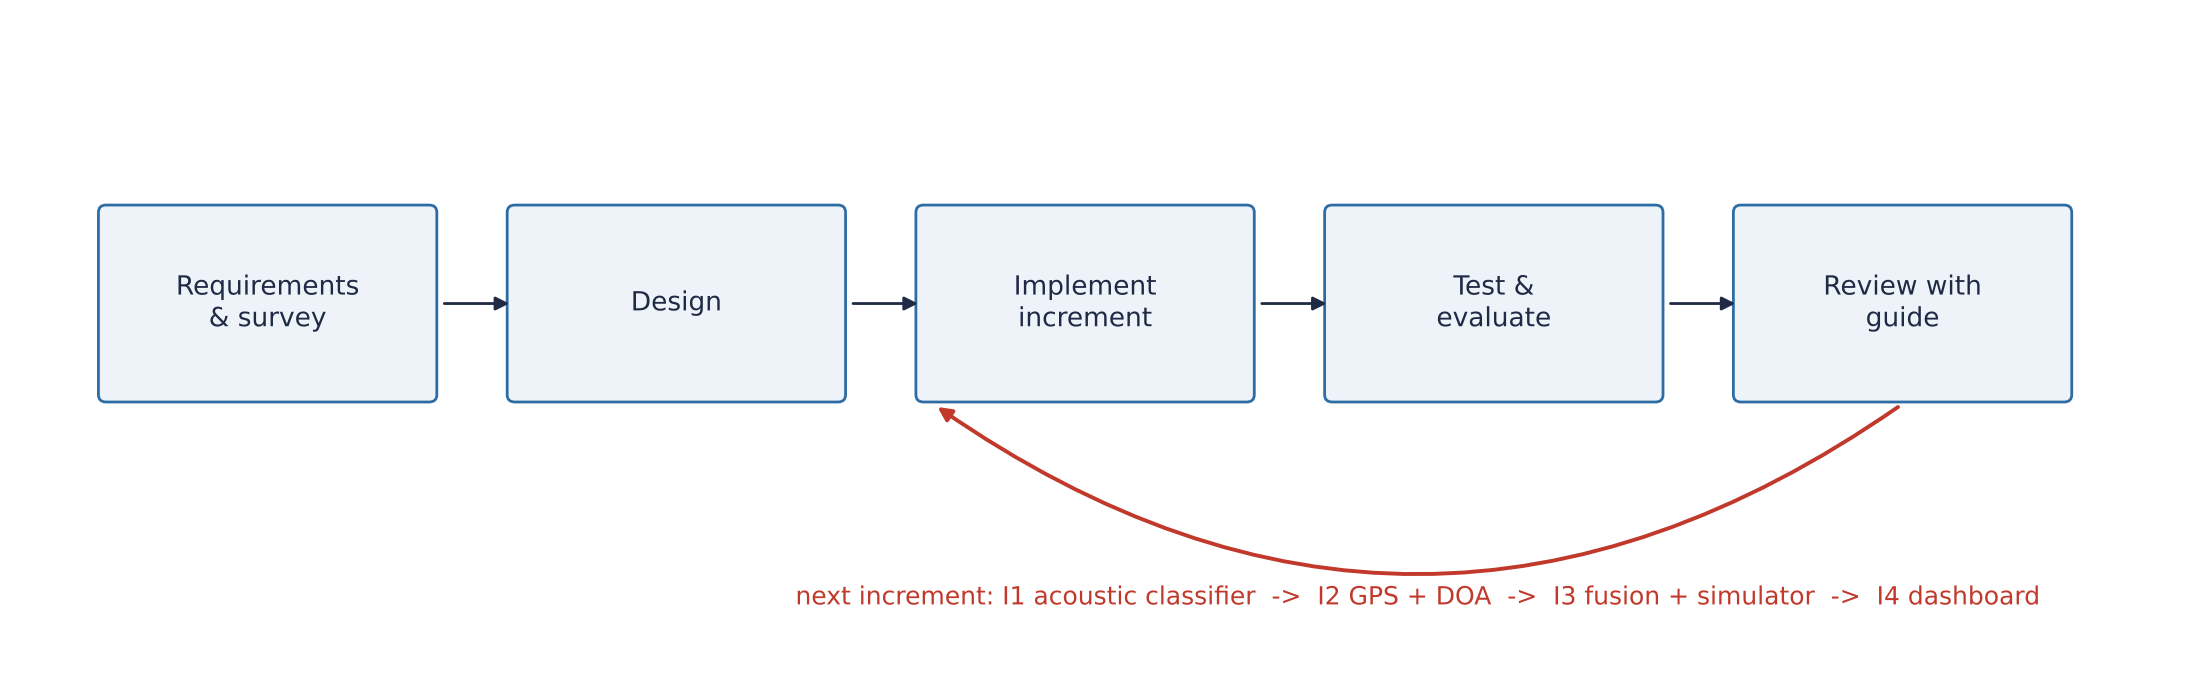 Requirements
& survey
Design
Implement
increment
Test &
evaluate
Review with
guide
next increment: I1 acoustic classifier -> I2 GPS + DOA -> I3 fusion + simulator -> I4 dashboard